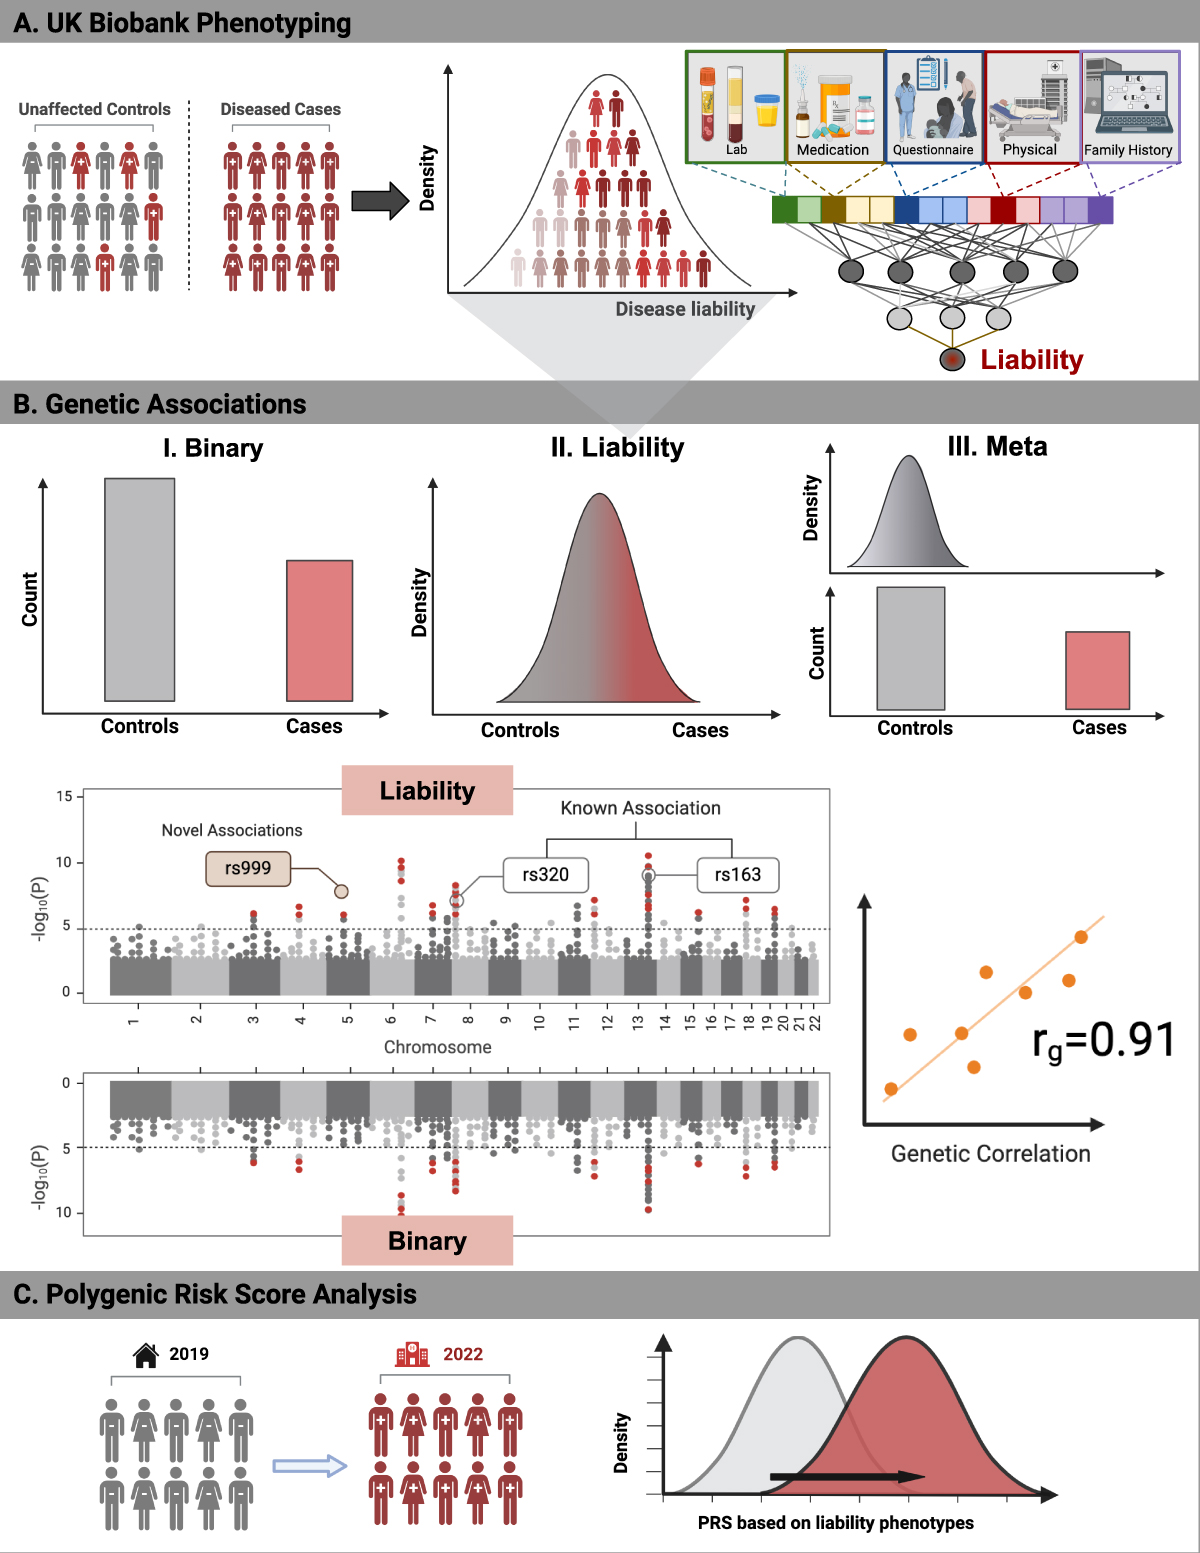 A. UK Biobank Phenotyping
Unaffected Controls
Diseased Cases
Density
Disease liability
Lab
Medication
Questionnaire
Physical
Family History
Liability
B. Genetic Associations
I. Binary
Count
Controls
Cases
II. Liability
Density
Controls
Cases
III. Meta
Density
Count
Controls
Cases
Liability
Novel Associations
Known Association
rs999
rs320
rs163
-log10(P)
15
10
5
0
1 2 3 4 5 6 7 8 9 10 11 12 13 14 15 16 17 18 19 20 21 22
Chromosome
-log10(P)
0
5
10
Binary
rg=0.91
Genetic Correlation
C. Polygenic Risk Score Analysis
2019
2022
Density
PRS based on liability phenotypes